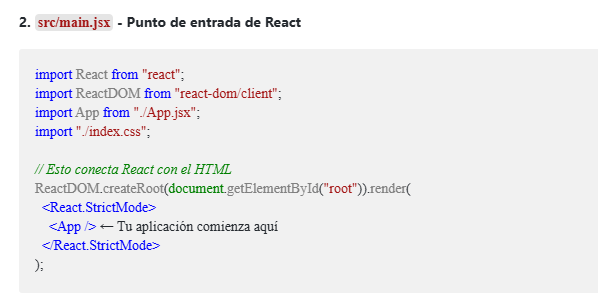 2. src/main.jsx - Punto de entrada de React
import React from "react";
import ReactDOM from "react-dom/client";
import App from "./App.jsx";
import "./index.css";
// Esto conecta React con el HTML
ReactDOM.createRoot(document.getElementById("root")).render(
<React.StrictMode>
<App /> ← Tu aplicación comienza aquí
</React.StrictMode>
);